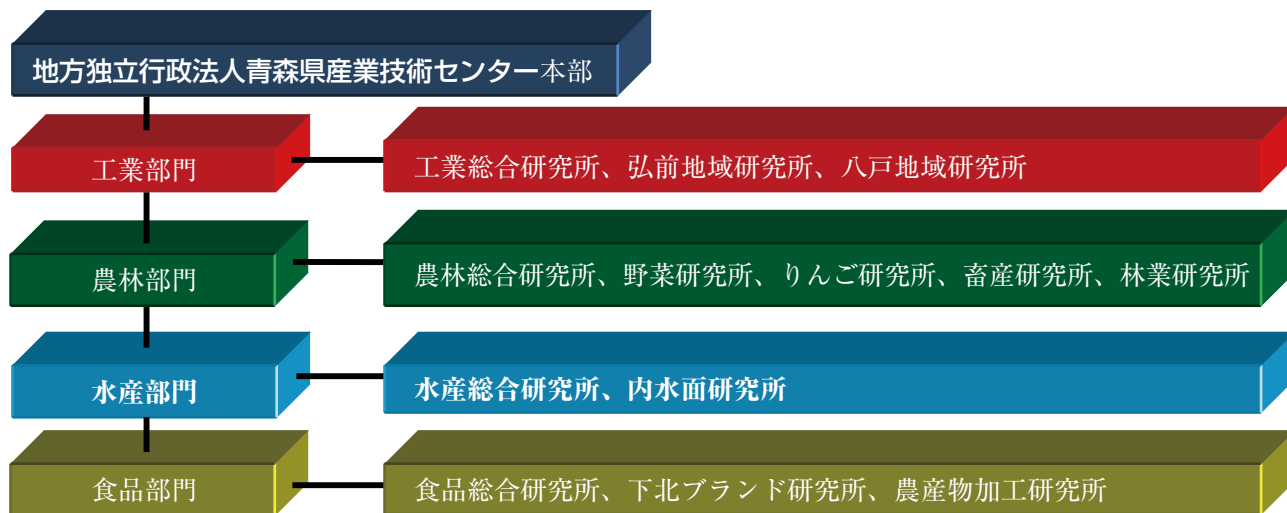 地方独立行政法人青森県産業技術センター本部
工業部門
工業総合研究所、弘前地域研究所、八戸地域研究所
農林部門
農林総合研究所、野菜研究所、りんご研究所、畜産研究所、林業研究所
水産部門
水産総合研究所、内水面研究所
食品部門
食品総合研究所、下北ブランド研究所、農産物加工研究所